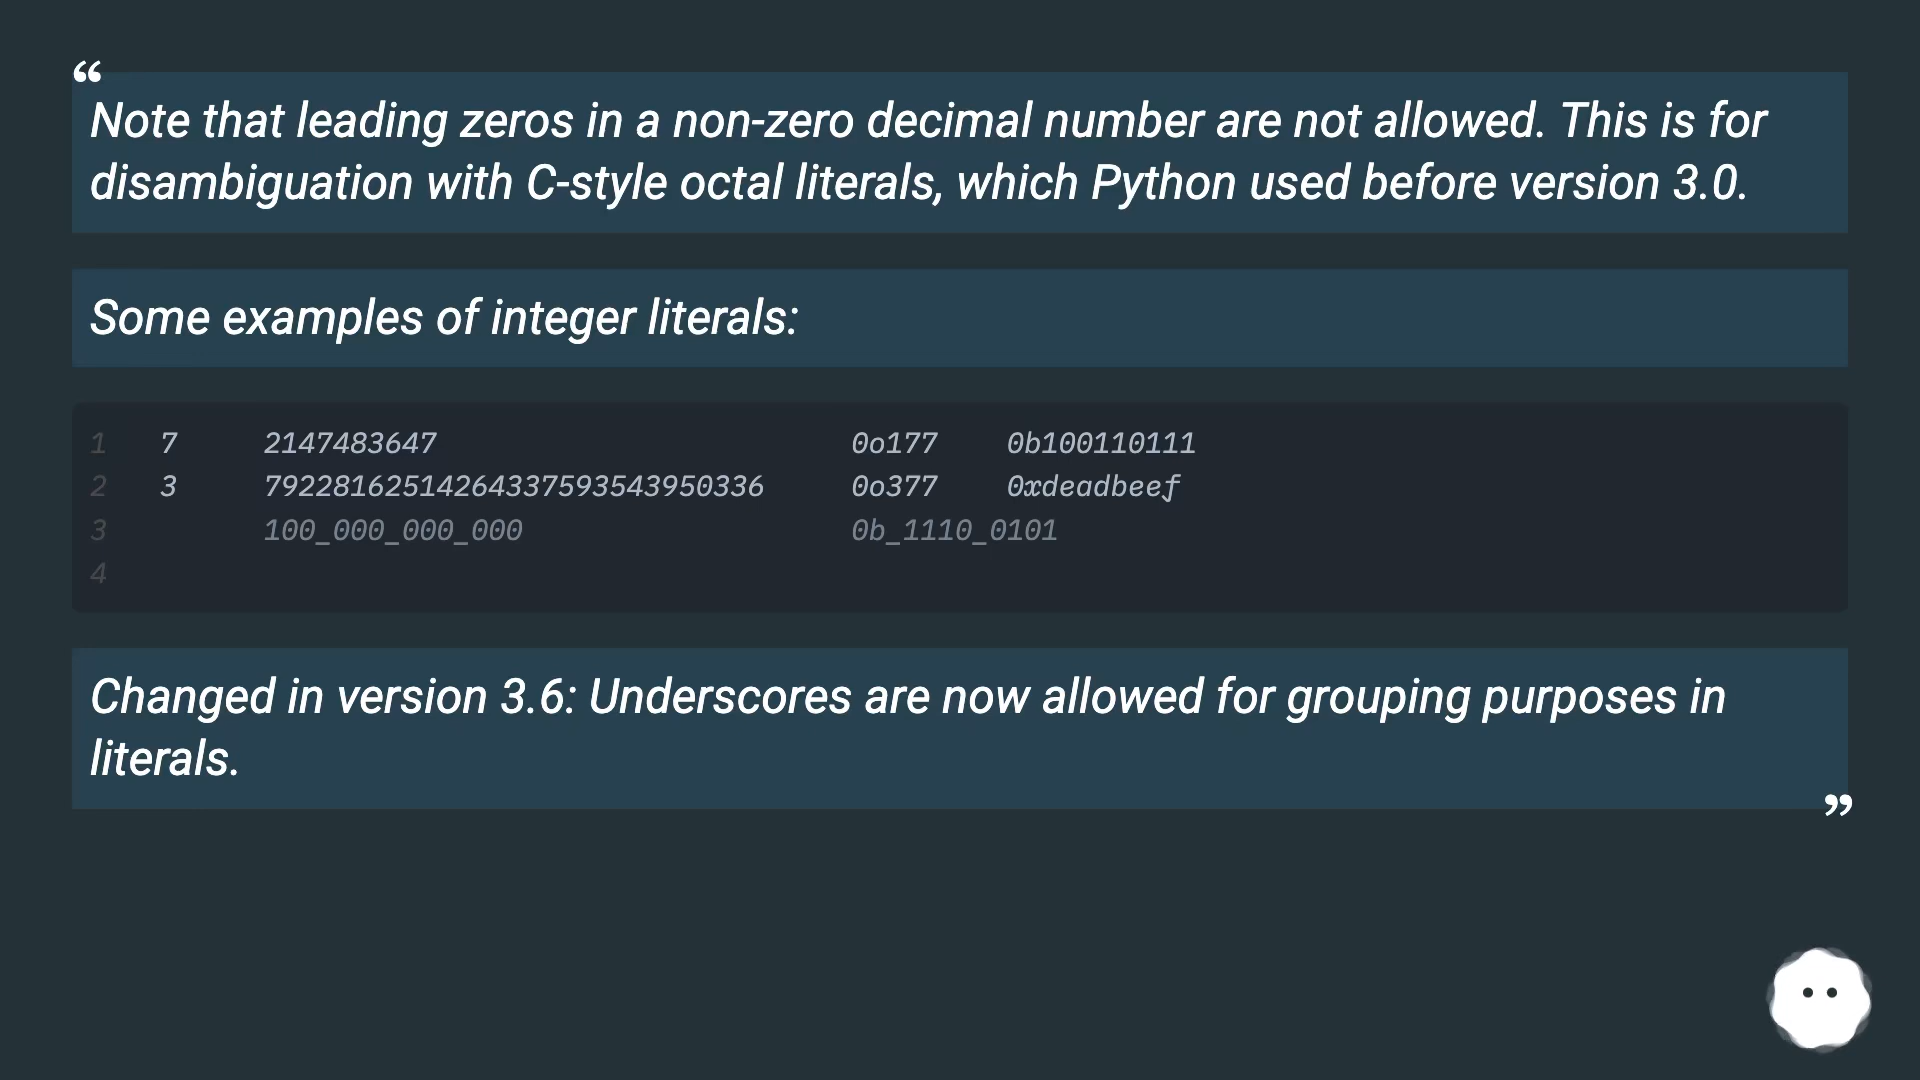 “
Note that leading zeros in a non-zero decimal number are not allowed. This is for
disambiguation with C-style octal literals, which Python used before version 3.0.
Some examples of integer literals:
1 7 2147483647 0o177 0b100110111
2 3 79228162514264337593543950336 0o377 0xdeadbeef
3 100_000_000_000 0b_1110_0101
4
Changed in version 3.6: Underscores are now allowed for grouping purposes in
literals.
”